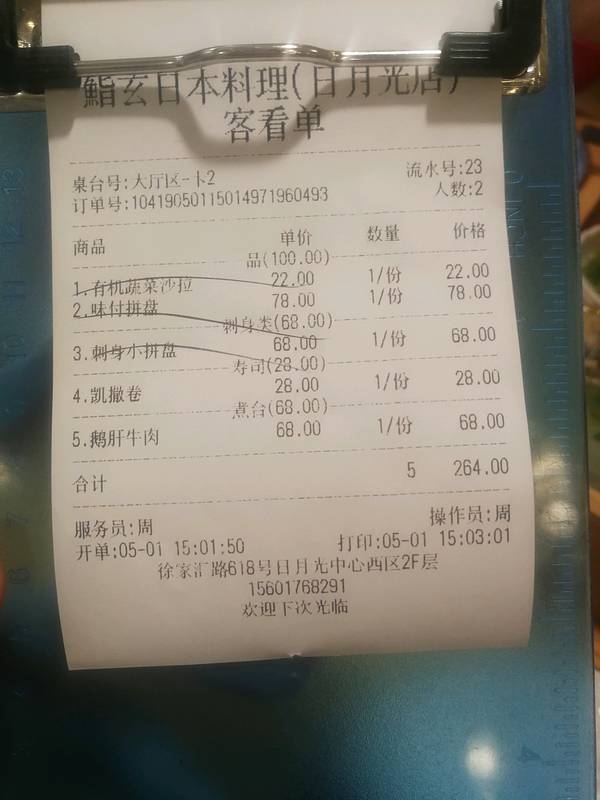 鮨玄日本料理(日月光店)
客看单
桌台号:大厅区-卡2 流水号:23
订单号:10419050115014971960493 人数:2
商品 单价 数量 价格
品(100.00)
1.有机蔬菜沙拉 22.00 1/份 22.00
2.味付拼盘 78.00 1/份 78.00
刺身类(68.00)
3.刺身小拼盘 68.00 1/份 68.00
寿司(28.00)
4.凯撒卷 28.00 1/份 28.00
煮台(68.00)
5.鹅肝牛肉 68.00 1/份 68.00
合计 5 264.00
服务员:周 操作员:周
开单:05-01 15:01:50 打印:05-01 15:03:01
徐家汇路618号日月光中心西区2F层
15601768291
欢迎下次光临